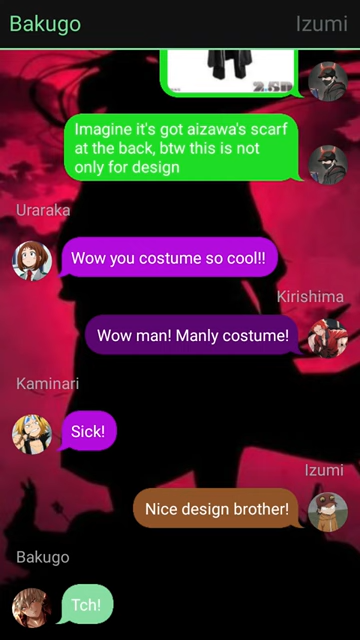 Bakugo Izumi
2.5D
Imagine it's got aizawa's scarf
at the back, btw this is not
only for design
Uraraka
Wow you costume so cool!!
Kirishima
Wow man! Manly costume!
Kaminari
Sick!
Izumi
Nice design brother!
Bakugo
Tch!